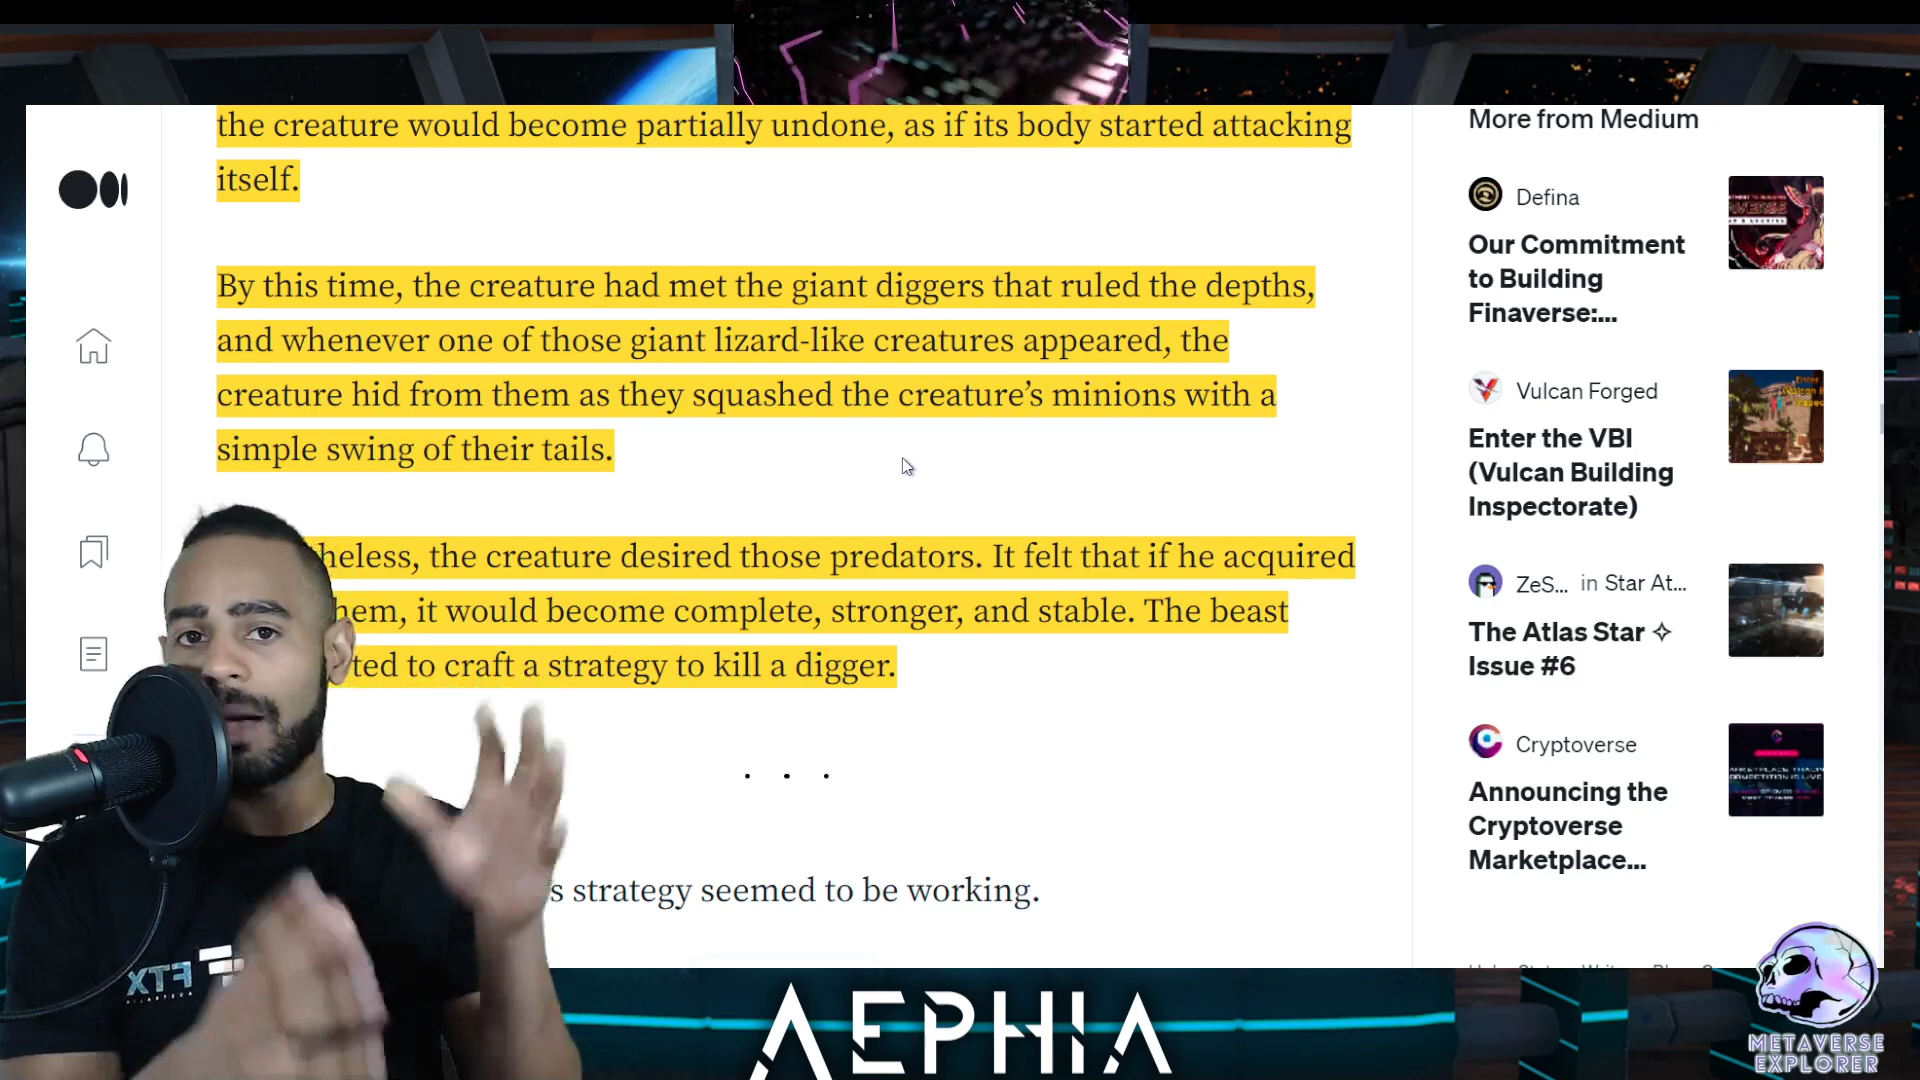 the creature would become partially undone, as if its body started attacking
itself.
By this time, the creature had met the giant diggers that ruled the depths,
and whenever one of those giant lizard-like creatures appeared, the
creature hid from them as they squashed the creature’s minions with a
simple swing of their tails.
heless, the creature desired those predators. It felt that if he acquired
hem, it would become complete, stronger, and stable. The beast
ted to craft a strategy to kill a digger.
. . .
s strategy seemed to be working.
More from Medium
Defina
Our Commitment
to Building
Finaverse:...
Vulcan Forged
Enter the VBI
(Vulcan Building
Inspectorate)
ZeS... in Star At...
The Atlas Star ✧
Issue #6
Cryptoverse
Announcing the
Cryptoverse
Marketplace...
FTX
AEPHIA
METAVERSE
EXPLORER